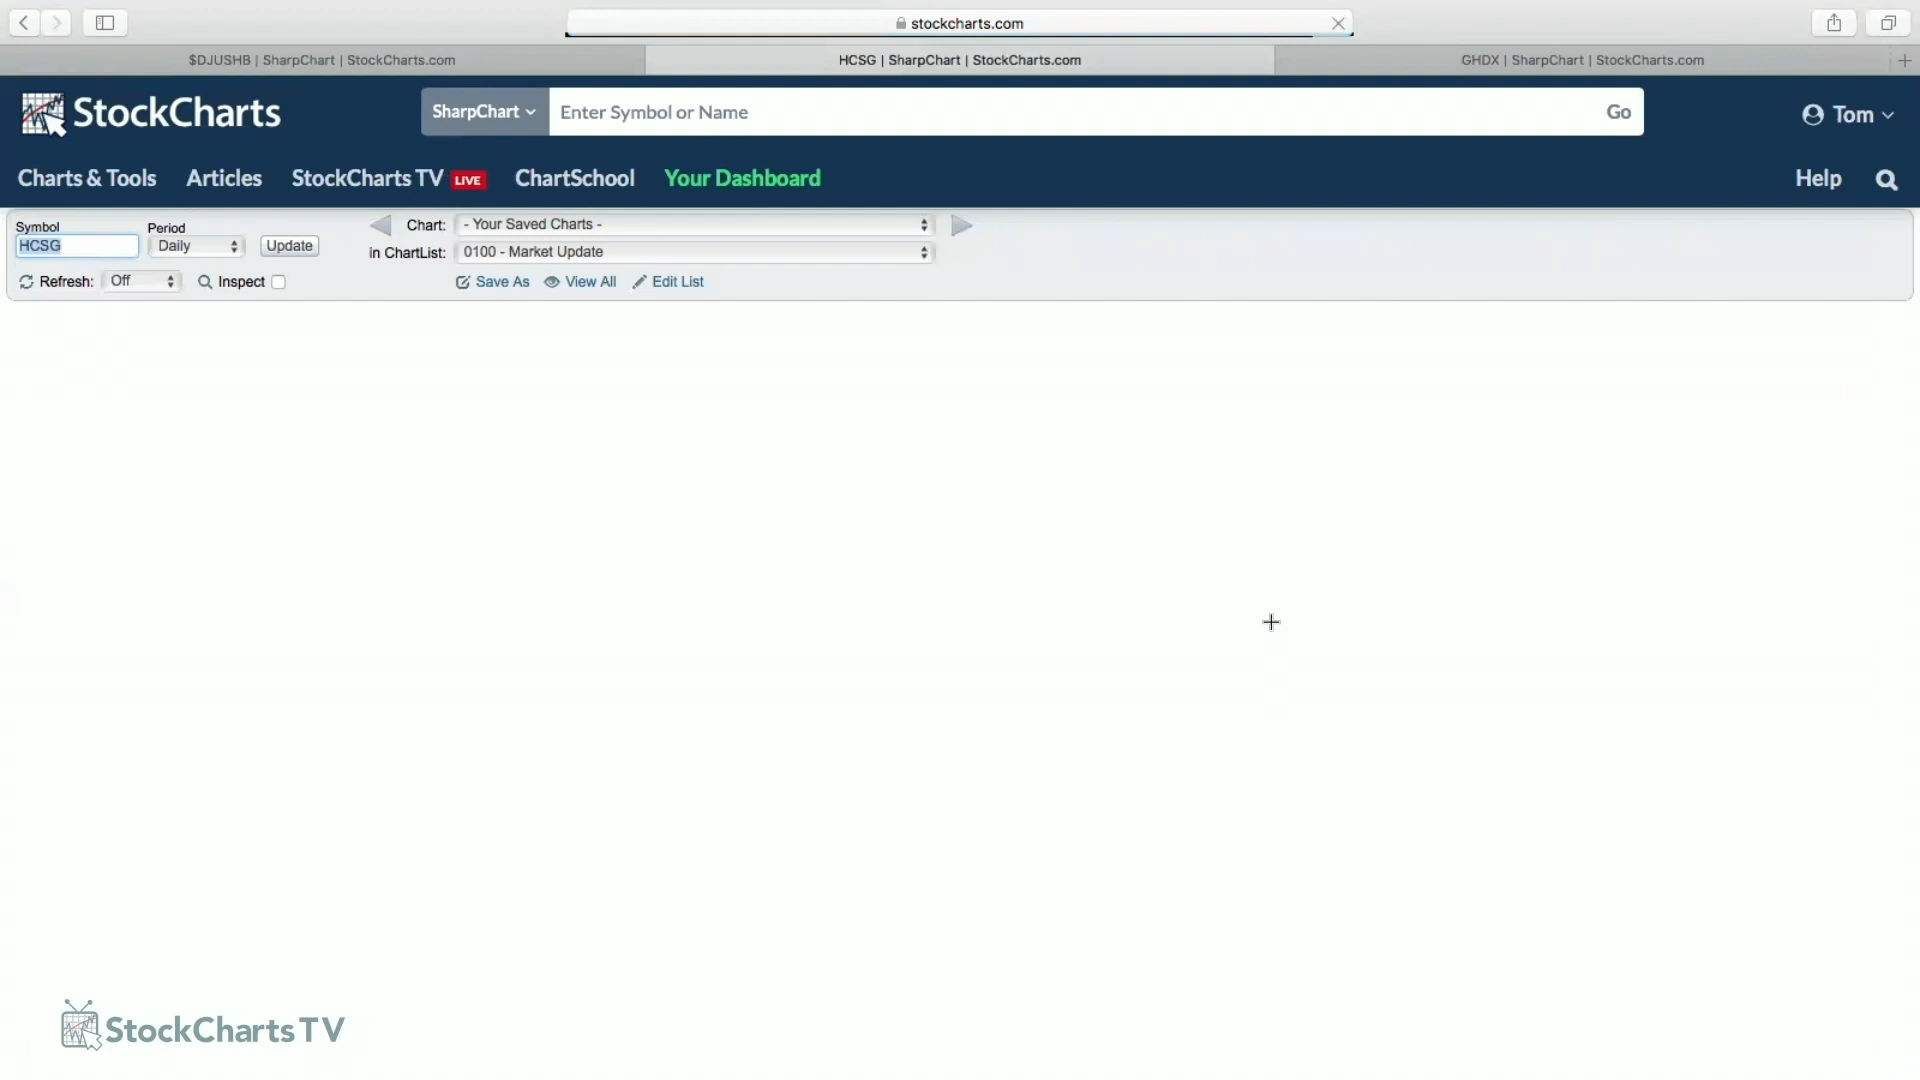 stockcharts.com
$DJUSHB | SharpChart | StockCharts.com
HCSG | SharpChart | StockCharts.com
GHDX | SharpChart | StockCharts.com
StockCharts
SharpChart
Enter Symbol or Name
Go
Tom
Charts & Tools
Articles
StockCharts TV LIVE
ChartSchool
Your Dashboard
Help
Symbol
Period
Chart: - Your Saved Charts -
HCSG
Daily
Update
in ChartList: 0100 - Market Update
Refresh: Off
Inspect
Save As
View All
Edit List
StockCharts TV